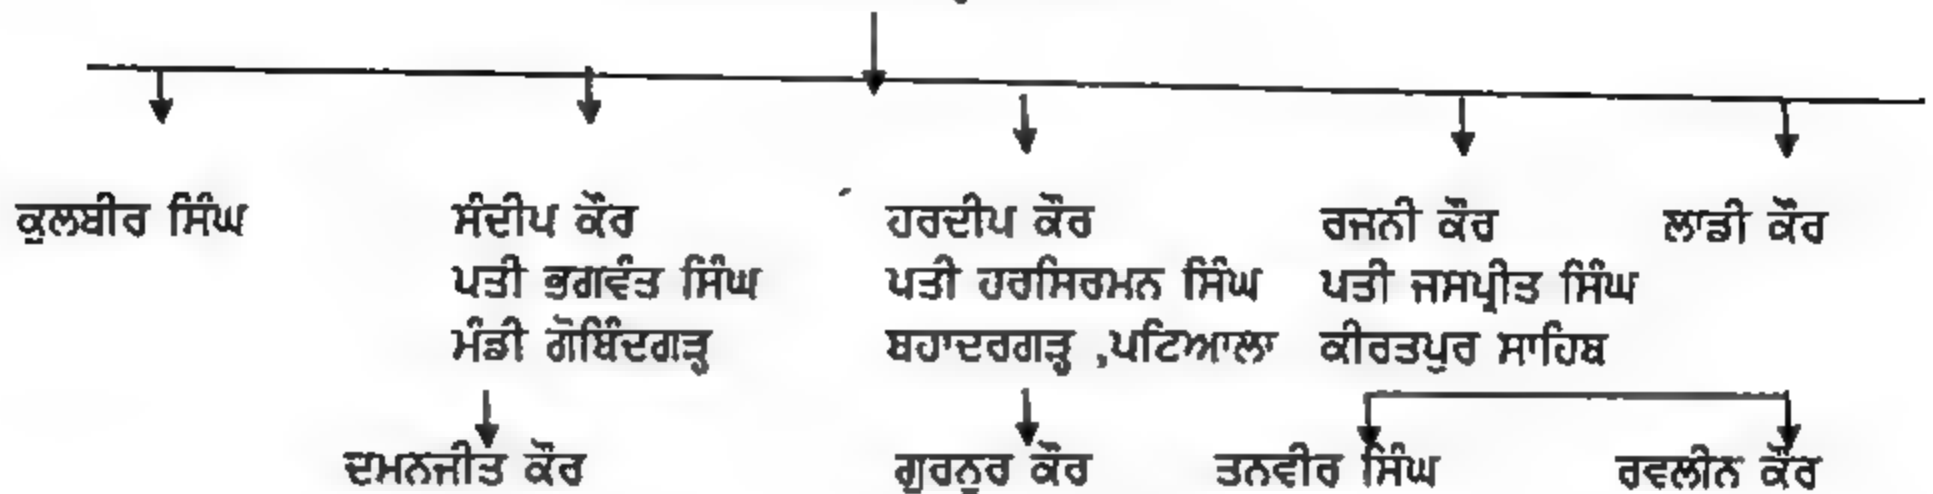 ਕੁਲਬੀਰ ਸਿੰਘ ਸੰਦੀਪ ਕੌਰ ਹਰਦੀਪ ਕੌਰ ਰਜਨੀ ਕੌਰ ਲਾਡੀ ਕੌਰ
ਪਤੀ ਭਗਵੰਤ ਸਿੰਘ ਪਤੀ ਹਰਸਿਰਮਨ ਸਿੰਘ ਪਤੀ ਜਸਪ੍ਰੀਤ ਸਿੰਘ
ਮੰਡੀ ਗੋਬਿੰਦਗੜ੍ਹ ਬਹਾਦਰਗੜ੍ਹ ,ਪਟਿਆਲਾ ਕੀਰਤਪੁਰ ਸਾਹਿਬ
ਦਮਨਜੀਤ ਕੌਰ ਗੁਰਨੁਰ ਕੌਰ ਤਨਵੀਰ ਸਿੰਘ ਰਵਲੀਨ ਕੌਰ